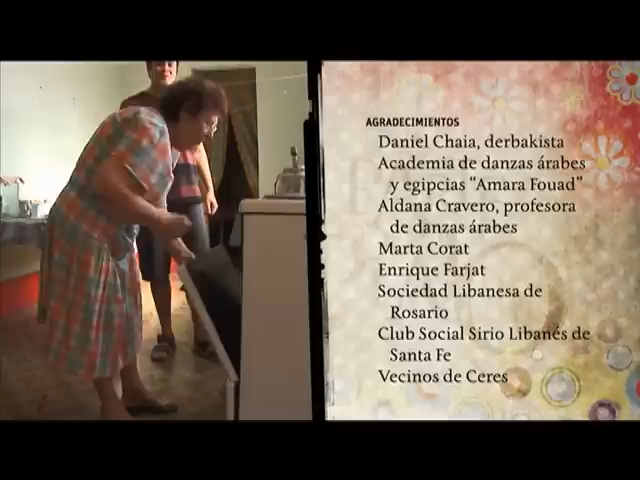 AGRADECIMIENTOS
Daniel Chaia, derbakista
Academia de danzas árabes
y egipcias “Amara Fouad”
Aldana Cravero, profesora
de danzas árabes
Marta Corat
Enrique Farjat
Sociedad Libanesa de
Rosario
Club Social Sirio Libanés de
Santa Fe
Vecinos de Ceres